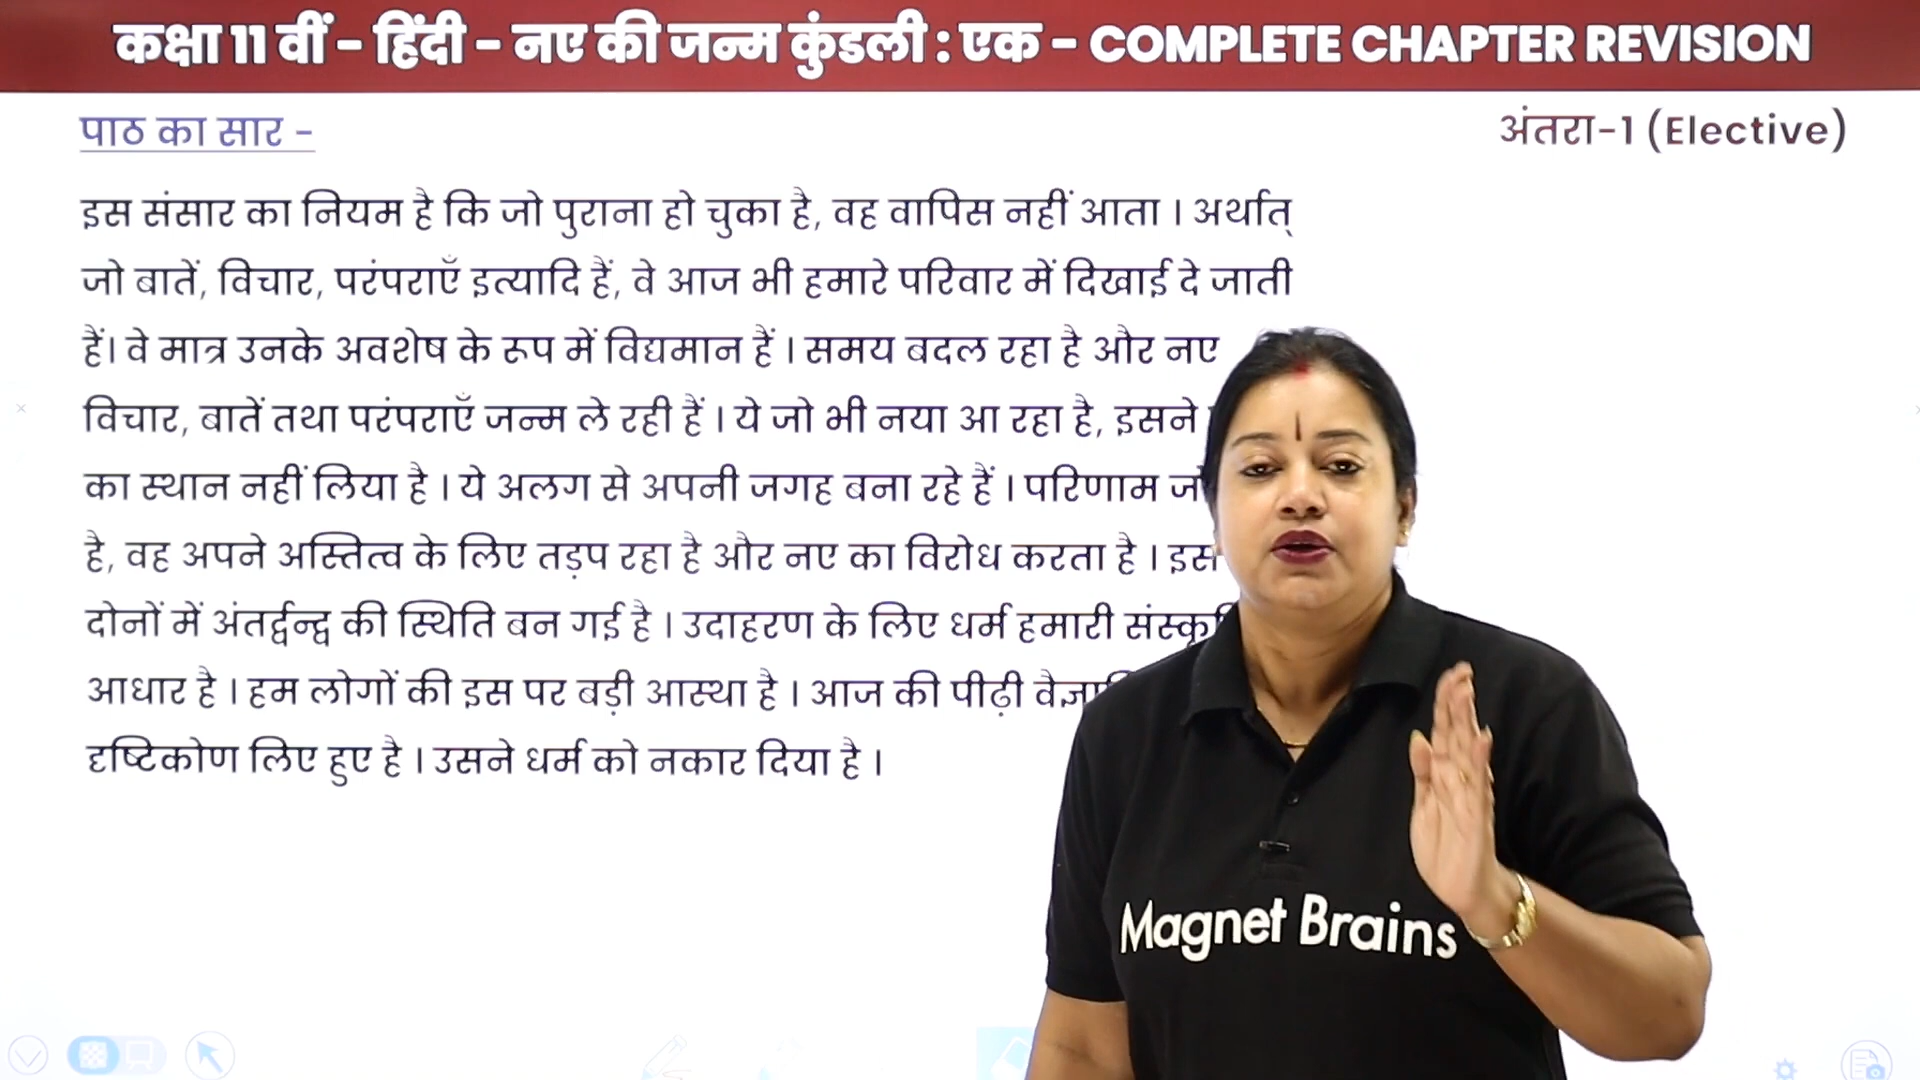 कक्षा 11 वीं – हिंदी – नए की जन्म कुंडली : एक – COMPLETE CHAPTER REVISION
पाठ का सार –
अंतरा-1 (Elective)
इस संसार का नियम है कि जो पुराना हो चुका है, वह वापिस नहीं आता । अर्थात्
जो बातें, विचार, परंपराएँ इत्यादि हैं, वे आज भी हमारे परिवार में दिखाई दे जाती
हैं। वे मात्र उनके अवशेष के रूप में विद्यमान हैं । समय बदल रहा है और नए
विचार, बातें तथा परंपराएँ जन्म ले रही हैं । ये जो भी नया आ रहा है, इसने
का स्थान नहीं लिया है । ये अलग से अपनी जगह बना रहे हैं । परिणाम
है, वह अपने अस्तित्व के लिए तड़प रहा है और नए का विरोध करता है । इस
दोनों में अंतर्द्वन्द्व की स्थिति बन गई है । उदाहरण के लिए धर्म हमारी
आधार है । हम लोगों की इस पर बड़ी आस्था है । आज की पीढ़ी
दृष्टिकोण लिए हुए है । उसने धर्म को नकार दिया है ।
Magnet Brains